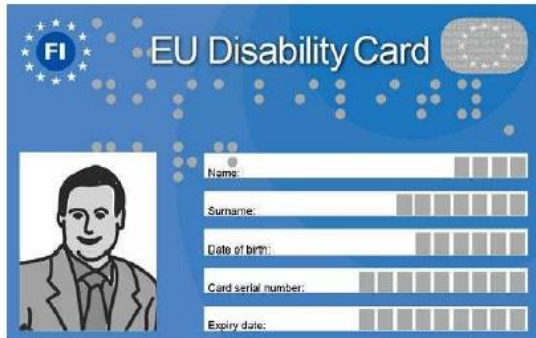 FI
EU Disability Card
Name:
Surname:
Date of birth:
Card serial number:
Expiry date: